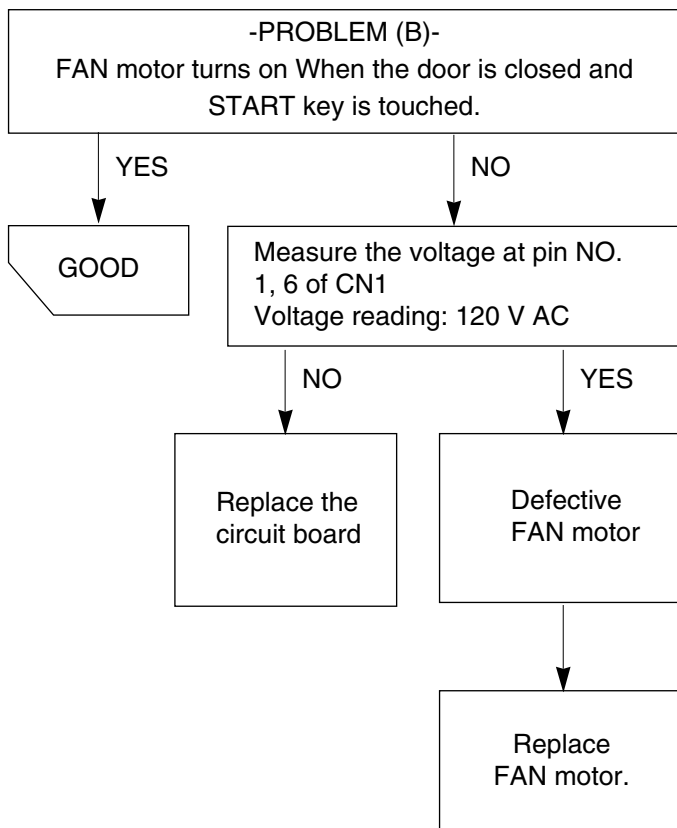 -PROBLEM (B)-
FAN motor turns on When the door is closed and
START key is touched.
YES
NO
GOOD
Measure the voltage at pin NO.
1, 6 of CN1
Voltage reading: 120 V AC
NO
YES
Replace the
circuit board
Defective
FAN motor
Replace
FAN motor.